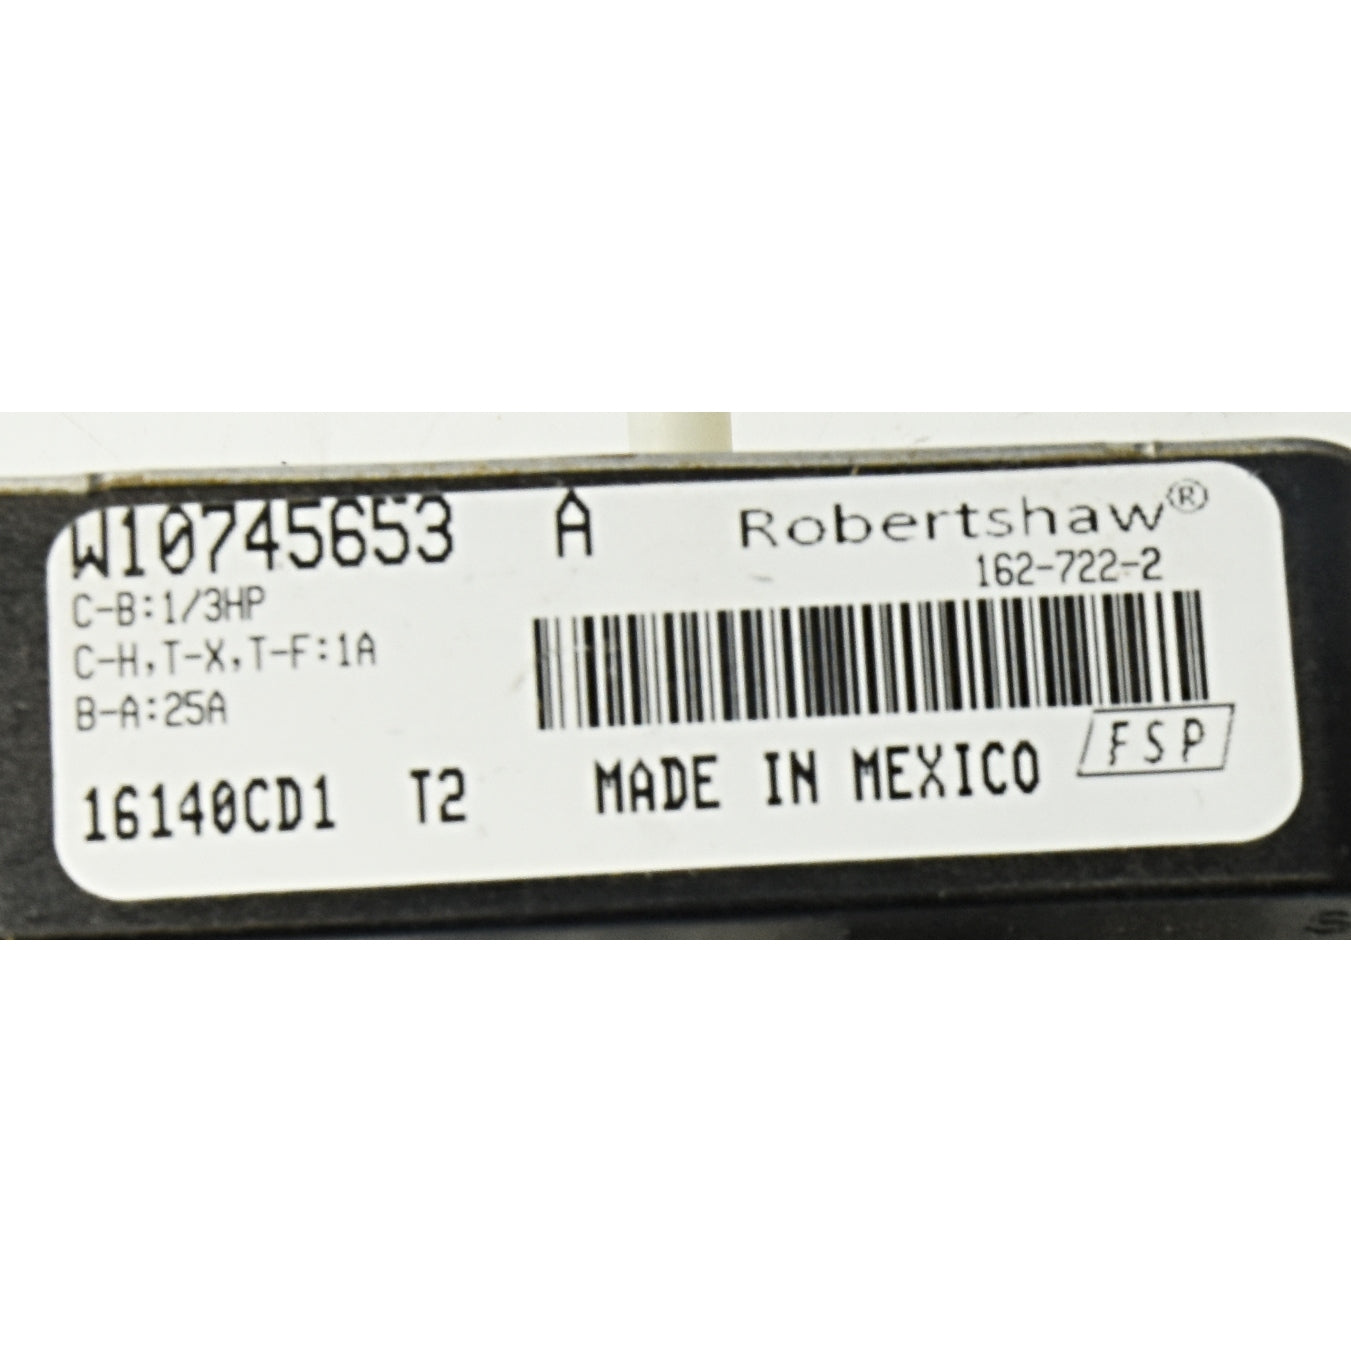 W10745653 A Robertshaw®
162-722-2
C-B:1/3HP
C-H,T-X,T-F:1A
B-A:25A
FSP
16140CD1 T2 MADE IN MEXICO